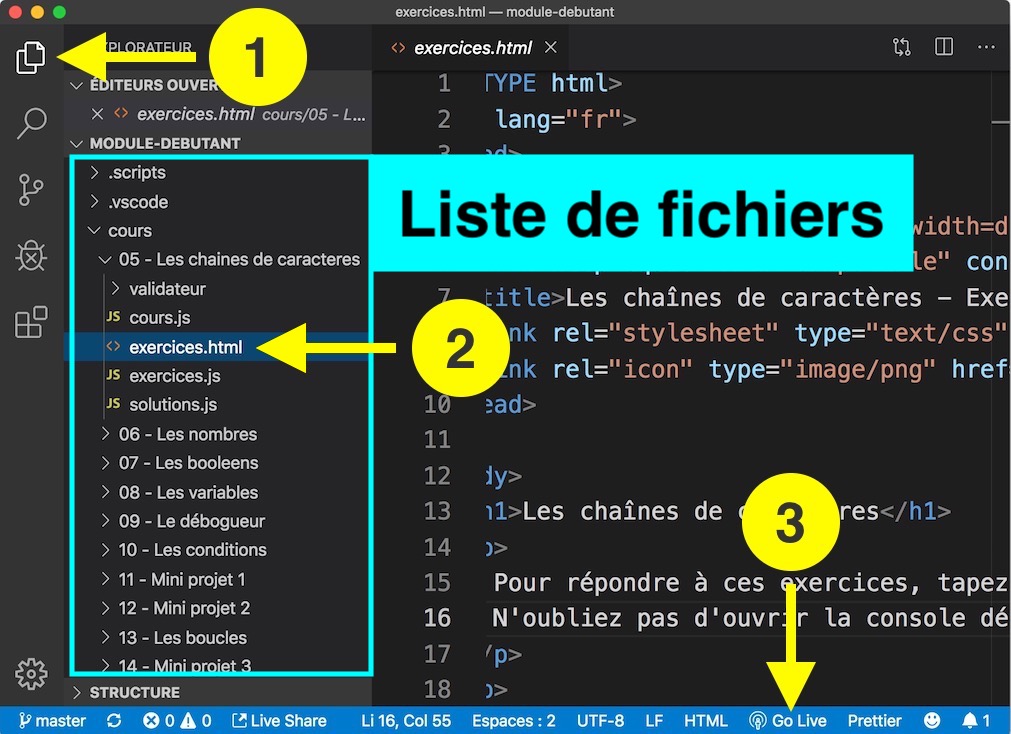 exercices.html — module-debutant
EXPLORATEUR
1
exercices.html
ÉDITEURS OUVER
exercices.html cours/05 - L...
MODULE-DEBUTANT
.scripts
.vscode
cours
05 - Les chaines de caracteres
validateur
JS cours.js
exercices.html
JS exercices.js
JS solutions.js
06 - Les nombres
07 - Les booleens
08 - Les variables
09 - Le débogueur
10 - Les conditions
11 - Mini projet 1
12 - Mini projet 2
13 - Les boucles
14 - Mini projet 3
STRUCTURE
Liste de fichiers
2
3
1 TYPE html>
2 lang="fr">
3 ad>
width=d
le" con
7 title>Les chaînes de caractères - Exe
nk rel="stylesheet" type="text/css"
ink rel="icon" type="image/png" href
10 ead>
11
12 dy>
13 h1>Les chaînes de res</h1>
14 p>
15 Pour répondre à ces exercices, tapez
16 N'oubliez pas d'ouvrir la console dé
17 /p>
18 p>
master 0 0 Live Share Li 16, Col 55 Espaces : 2 UTF-8 LF HTML Go Live Prettier 1